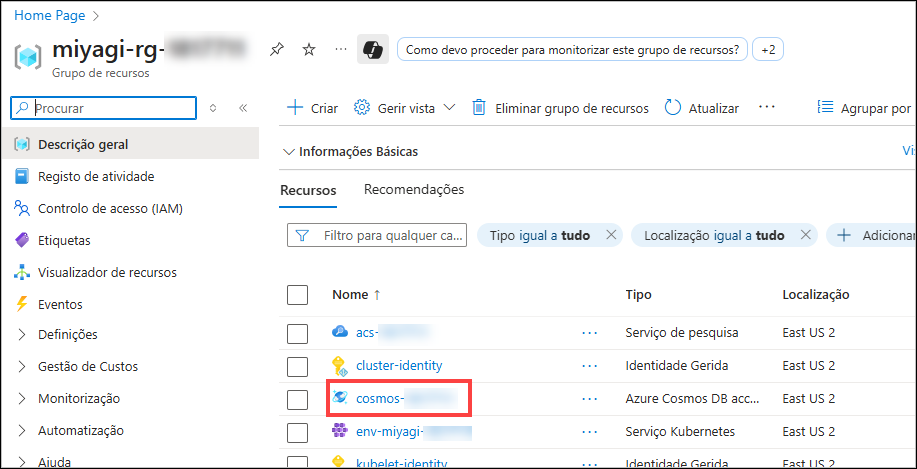 Home Page
miyagi-rg-
Grupo de recursos
Como devo proceder para monitorizar este grupo de recursos?
+2
Procurar
Criar
Gerir vista
Eliminar grupo de recursos
Atualizar
Agrupar por
Descrição geral
Registo de atividade
Controlo de acesso (IAM)
Etiquetas
Visualizador de recursos
Eventos
Definições
Gestão de Custos
Monitorização
Automatização
Ajuda
Informações Básicas
Recursos
Recomendações
Filtro para qualquer ca...
Tipo igual a tudo
Localização igual a tudo
Adicionar
Nome ↑ Tipo Localização
acs- ... Serviço de pesquisa East US 2
cluster-identity ... Identidade Gerida East US 2
cosmos- ... Azure Cosmos DB acc... East US 2
env-miyagi- ... Serviço Kubernetes East US 2
kubelet-identity ... Identidade Gerida East US 2